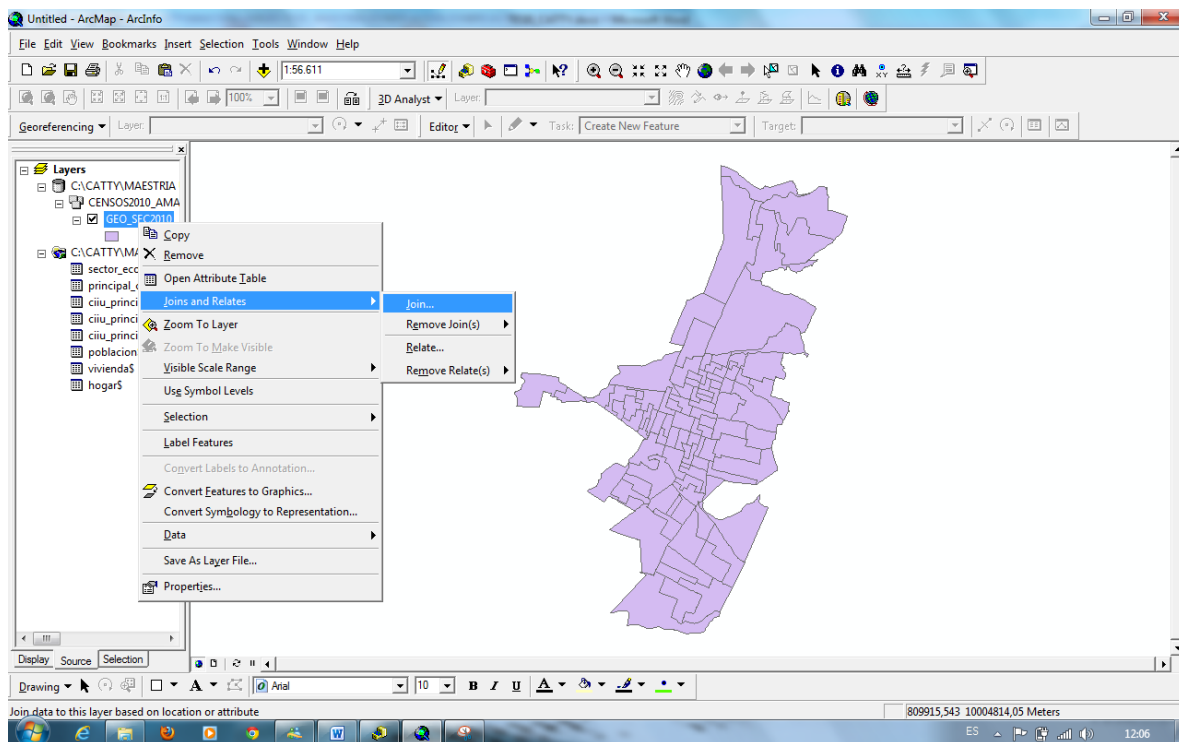 Untitled - ArcMap - ArcInfo
File Edit View Bookmarks Insert Selection Tools Window Help
1:56.611
100% 3D Analyst Layer:
Georeferencing Layer: Editor Task: Create New Feature Target:
Layers
C:\CATTY\MAESTRIA
CENSOS2010_AMA
GEO_SEC2010
C:\CATTY\MA
sector_eco
principal_
ciiu_princi
ciiu_princi
ciiu_princi
poblacion
vivienda$
hogar$
Copy
Remove
Open Attribute Table
Joins and Relates
Zoom To Layer
Zoom To Make Visible
Visible Scale Range
Use Symbol Levels
Selection
Label Features
Convert Labels to Annotation...
Convert Features to Graphics...
Convert Symbology to Representation...
Data
Save As Layer File...
Properties...
Join...
Remove Join(s)
Relate...
Remove Relate(s)
Display Source Selection
Drawing A Arial 10 B I U A
Join data to this layer based on location or attribute
809915,543 10004814,05 Meters
ES 12:06